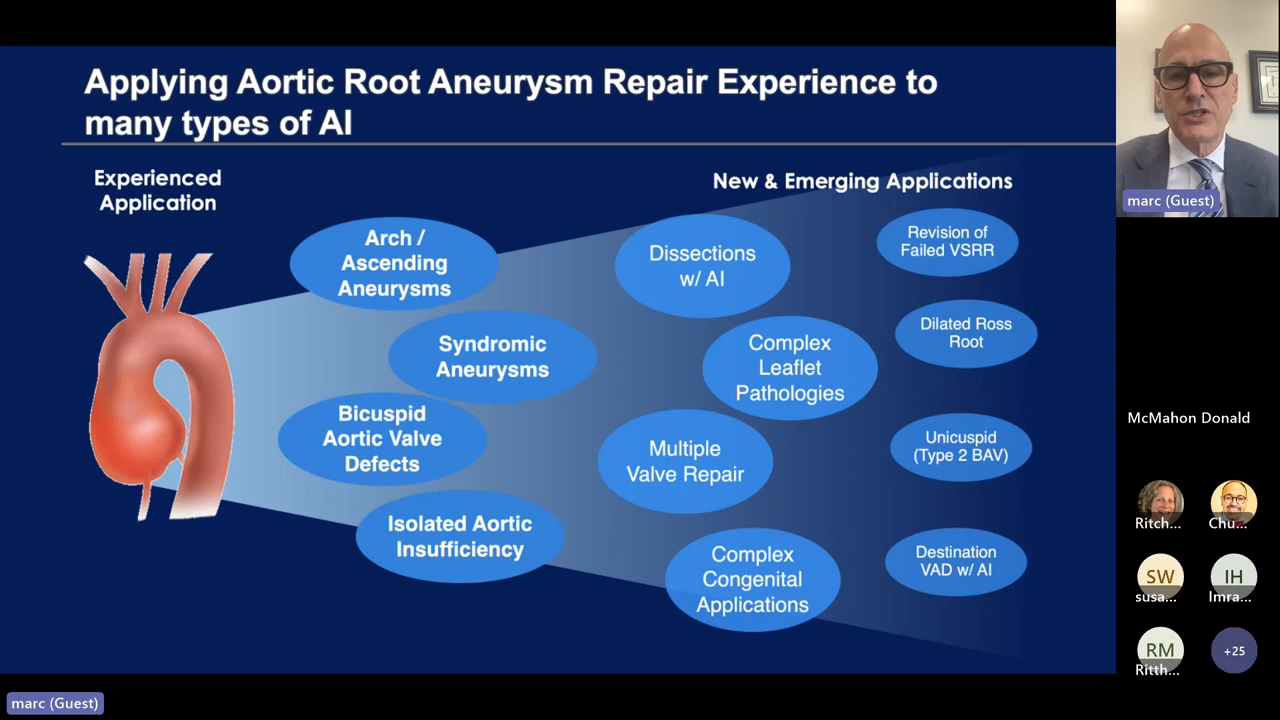 Applying Aortic Root Aneurysm Repair Experience to
many types of AI
Experienced
Application
New & Emerging Applications
Arch /
Ascending
Aneurysms
Syndromic
Aneurysms
Bicuspid
Aortic Valve
Defects
Isolated Aortic
Insufficiency
Dissections
w/ AI
Complex
Leaflet
Pathologies
Multiple
Valve Repair
Complex
Congenital
Applications
Revision of
Failed VSRR
Dilated Ross
Root
Unicuspid
(Type 2 BAV)
Destination
VAD w/ AI
marc (Guest)
McMahon Donald
Ritch...
Chu...
SW
susa...
IH
Imra...
RM
Ritth...
+25
marc (Guest)